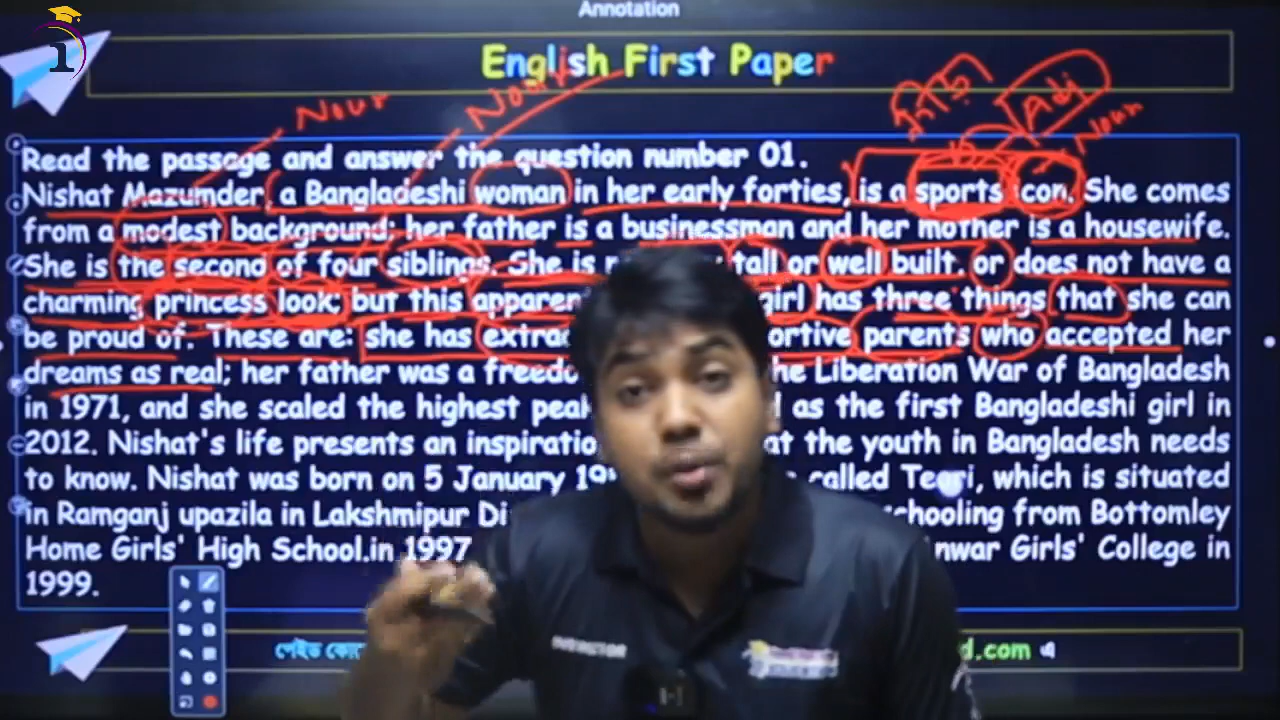 Annotation
English First Paper
Noun
Noun
Adj
Noun
Read the passage and answer the question number 01.
Nishat Mazumder, a Bangladeshi woman in her early forties, is a sports icon. She comes
from a modest background; her father is a businessman and her mother is a housewife.
She is the second of four siblings. She is tall or well built. or does not have a
charming princess look; but this girl has three things that she can
be proud of. These are: she has parents who accepted her
dreams as real; her father was a the Liberation War of Bangladesh
in 1971, and she scaled the highest as the first Bangladeshi girl in
2012. Nishat's life presents an the youth in Bangladesh needs
to know. Nishat was born on 5 January called which is situated
in Ramganj upazila in Lakshmipur from Bottomley
Home Girls' High School.in 1997 Girls' College in
1999.
পেইড
d.com এ